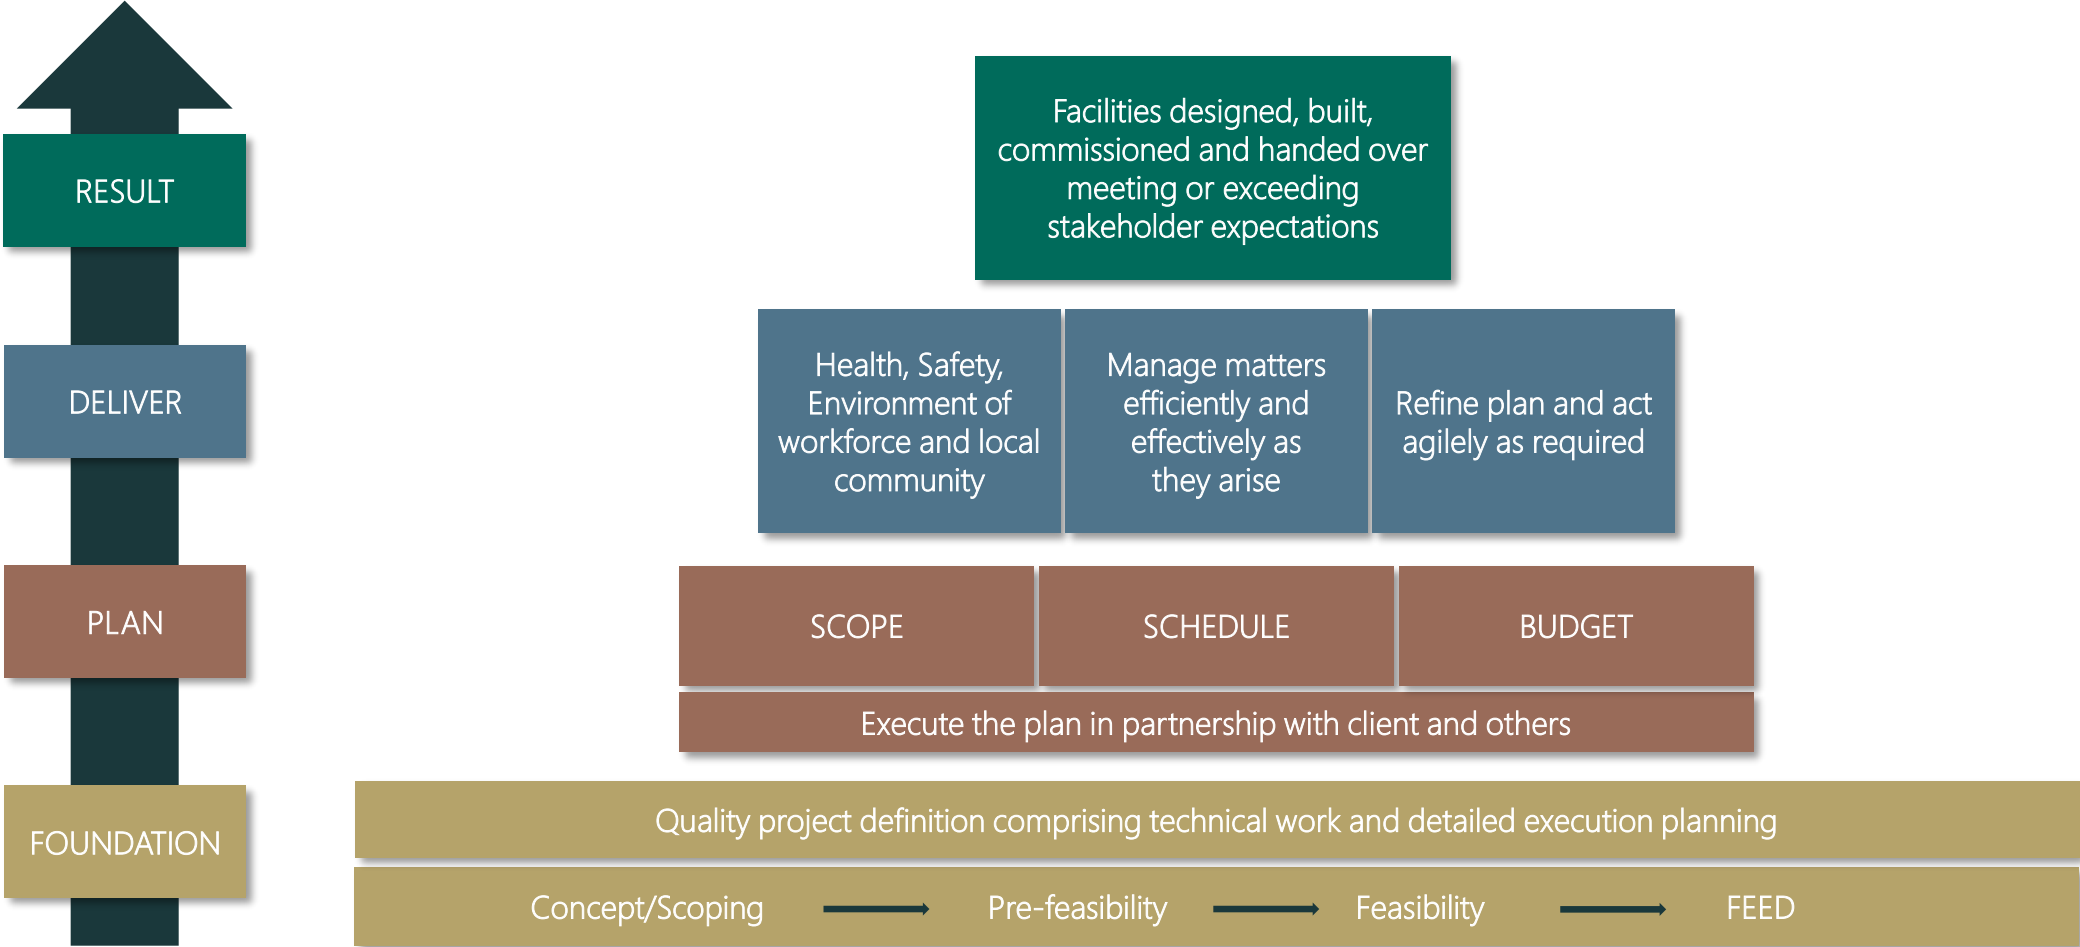 RESULT
Facilities designed, built,
commissioned and handed over
meeting or exceeding
stakeholder expectations
DELIVER
Health, Safety,
Environment of
workforce and local
community
Manage matters
efficiently and
effectively as
they arise
Refine plan and act
agilely as required
PLAN
SCOPE
SCHEDULE
BUDGET
Execute the plan in partnership with client and others
FOUNDATION
Quality project definition comprising technical work and detailed execution planning
Concept/Scoping
Pre-feasibility
Feasibility
FEED